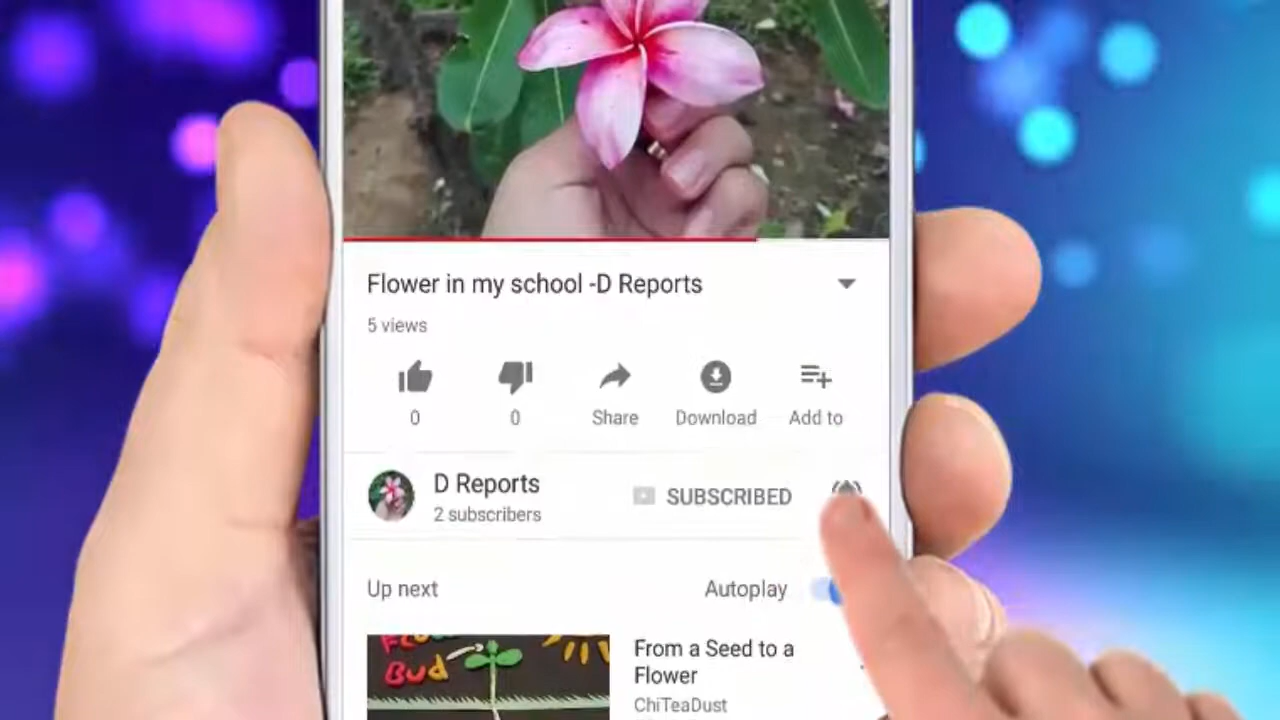 Flower in my school -D Reports
5 views
0 0 Share Download Add to
D Reports
2 subscribers
SUBSCRIBED
Up next
Autoplay
Bud
From a Seed to a
Flower
ChiTeaDust